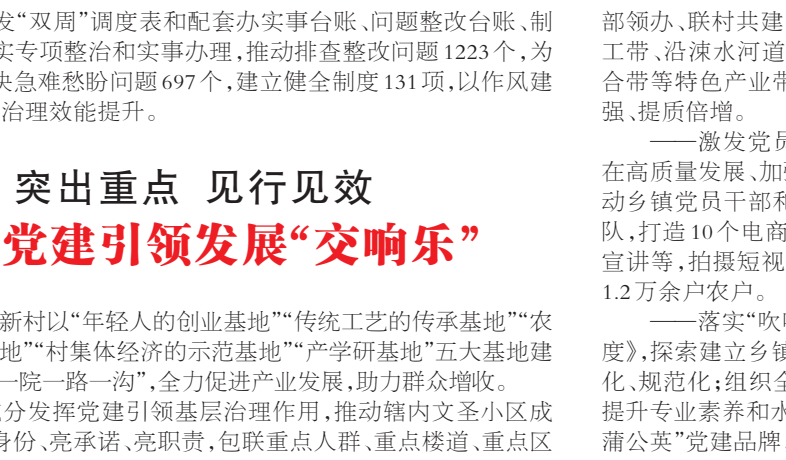 发“双周”调度表和配套办实事台账、问题整改台账、制
实专项整治和实事办理,推动排查整改问题1223个,为
决急难愁盼问题697个,建立健全制度131项,以作风建
治理效能提升。
突出重点 见行见效
党建引领发展“交响乐”
新村以“年轻人的创业基地”“传统工艺的传承基地”“农
地”“村集体经济的示范基地”“产学研基地”五大基地建
一院一路一沟”,全力促进产业发展,助力群众增收。
分发挥党建引领基层治理作用,推动辖内文圣小区成
身份、亮承诺、亮职责,包联重点人群、重点楼道、重点区
部领办、联村共建
工带、沿涑水河道
合带等特色产业带
强、提质倍增。
——激发党员
在高质量发展、加强
动乡镇党员干部和
队,打造10个电商
宣讲等,拍摄短视
1.2万余户农户。
——落实“吹哨
度》,探索建立乡镇
化、规范化;组织全
提升专业素养和水
蒲公英”党建品牌